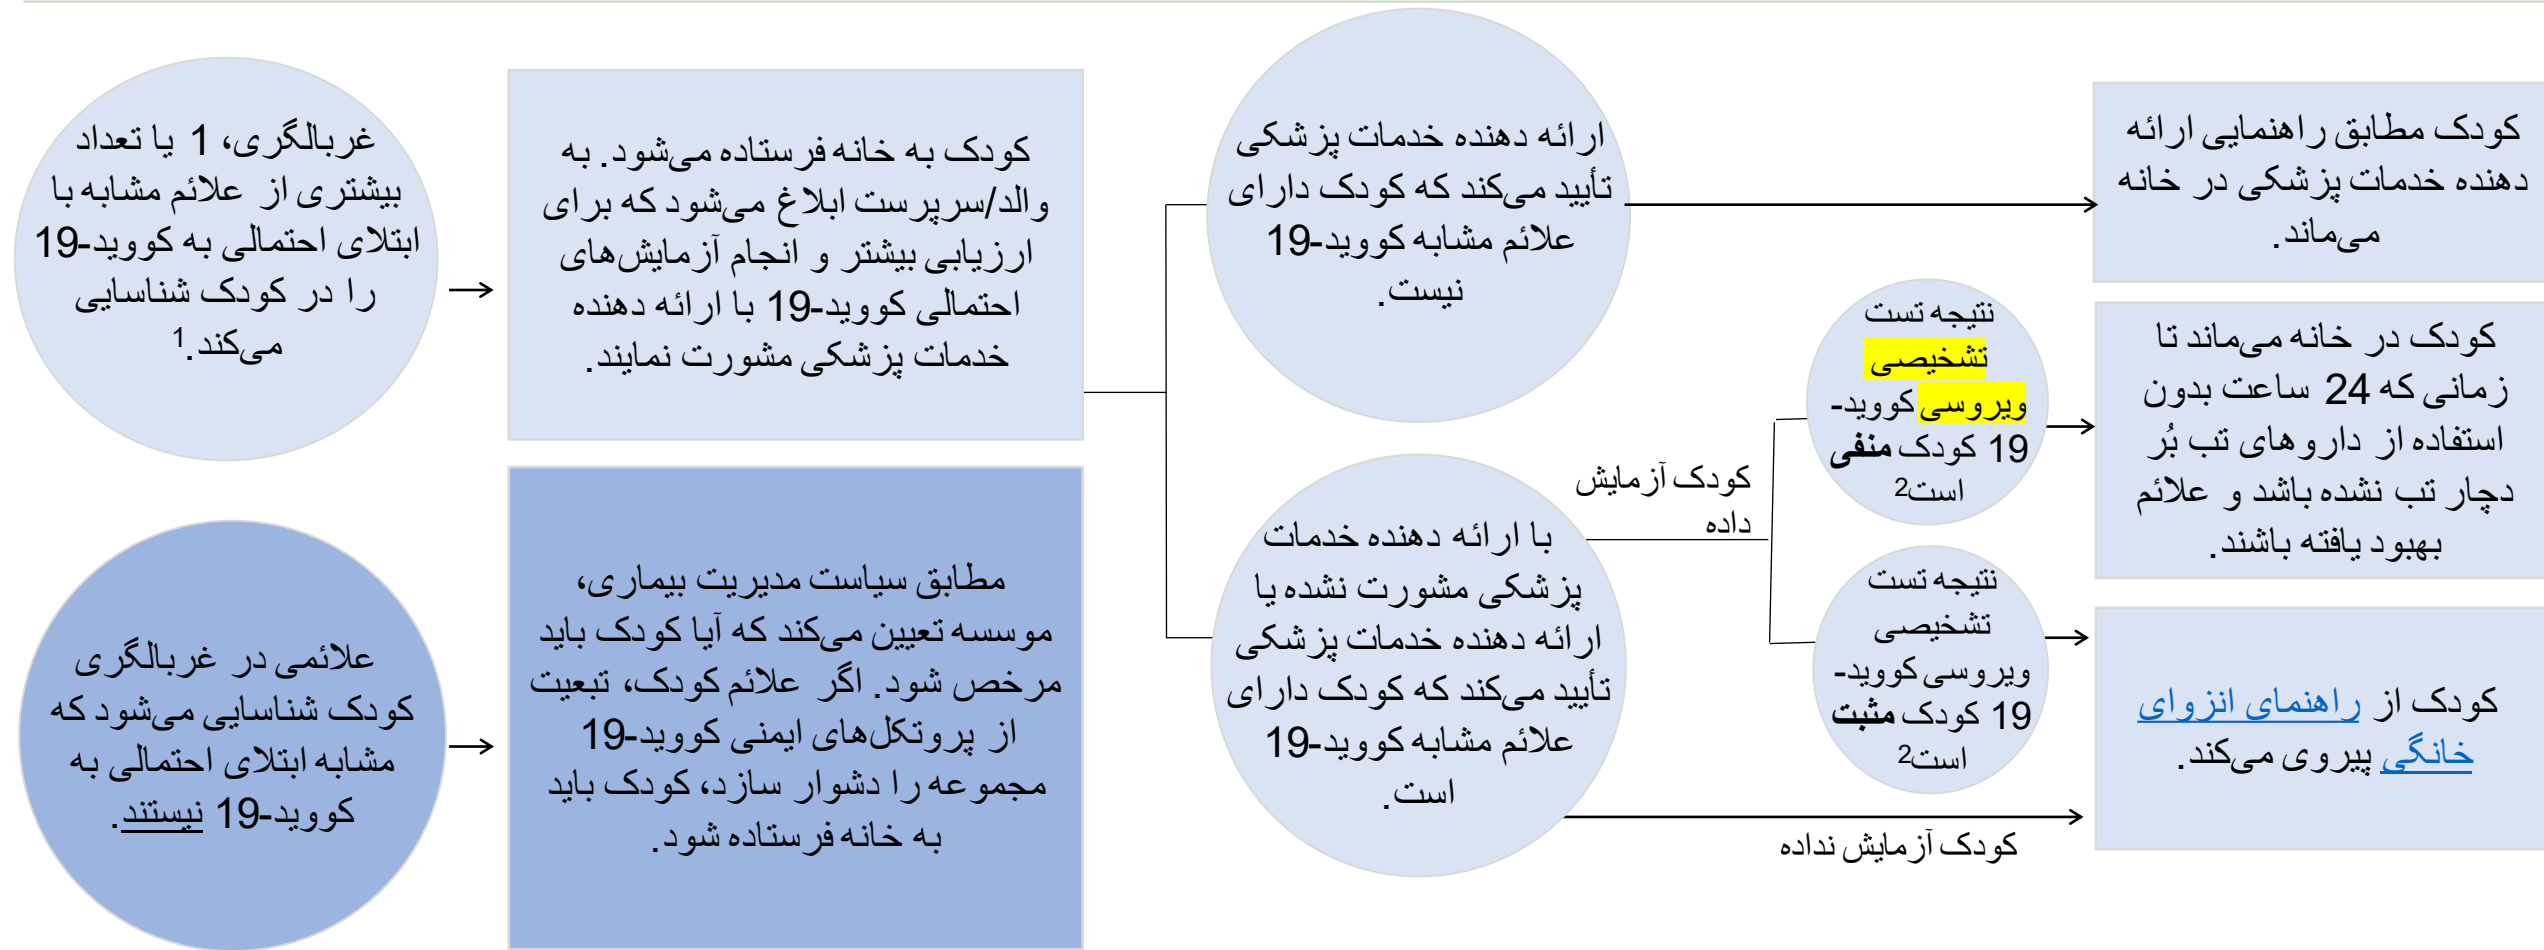 غربالگری، 1 یا تعداد
بیشتری از علائم مشابه با
ابتلای احتمالی به کووید-19
را در کودک شناسایی
می‌کند.1
کودک به خانه فرستاده می‌شود. به
والد/سرپرست ابلاغ می‌شود که برای
ارزیابی بیشتر و انجام آزمایش‌های
احتمالی کووید-19 با ارائه دهنده
خدمات پزشکی مشورت نمایند.
ارائه دهنده خدمات پزشکی
تأیید می‌کند که کودک دارای
علائم مشابه کووید-19
نیست.
کودک مطابق راهنمایی ارائه
دهنده خدمات پزشکی در خانه
می‌ماند.
با ارائه دهنده خدمات
پزشکی مشورت نشده یا
ارائه دهنده خدمات پزشکی
تأیید می‌کند که کودک دارای
علائم مشابه کووید-19
است.
کودک آزمایش
داده
نتیجه تست
تشخیصی
ویروسی کووید-
19 کودک منفی
است2
کودک در خانه می‌ماند تا
زمانی که 24 ساعت بدون
استفاده از داروهای تب بُر
دچار تب نشده باشد و علائم
بهبود یافته باشند.
نتیجه تست
تشخیصی
ویروسی کووید-
19 کودک مثبت
است2
کودک از راهنمای انزوای
خانگی پیروی می‌کند.
کودک آزمایش نداده
علائمی در غربالگری
کودک شناسایی می‌شود که
مشابه ابتلای احتمالی به
کووید-19 نیستند.
مطابق سیاست مدیریت بیماری،
موسسه تعیین می‌کند که آیا کودک باید
مرخص شود. اگر علائم کودک، تبعیت
از پروتکل‌های ایمنی کووید-19
مجموعه را دشوار سازد، کودک باید
به خانه فرستاده شود.